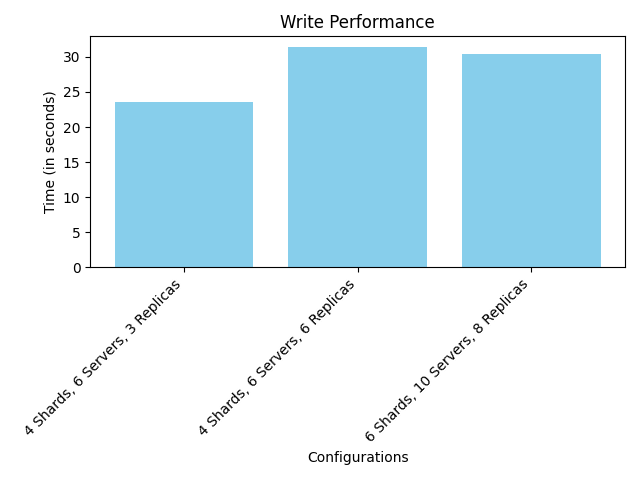 Write Performance
Time (in seconds)
30
25
20
15
10
5
0
4 Shards, 6 Servers, 3 Replicas
4 Shards, 6 Servers, 6 Replicas
6 Shards, 10 Servers, 8 Replicas
Configurations